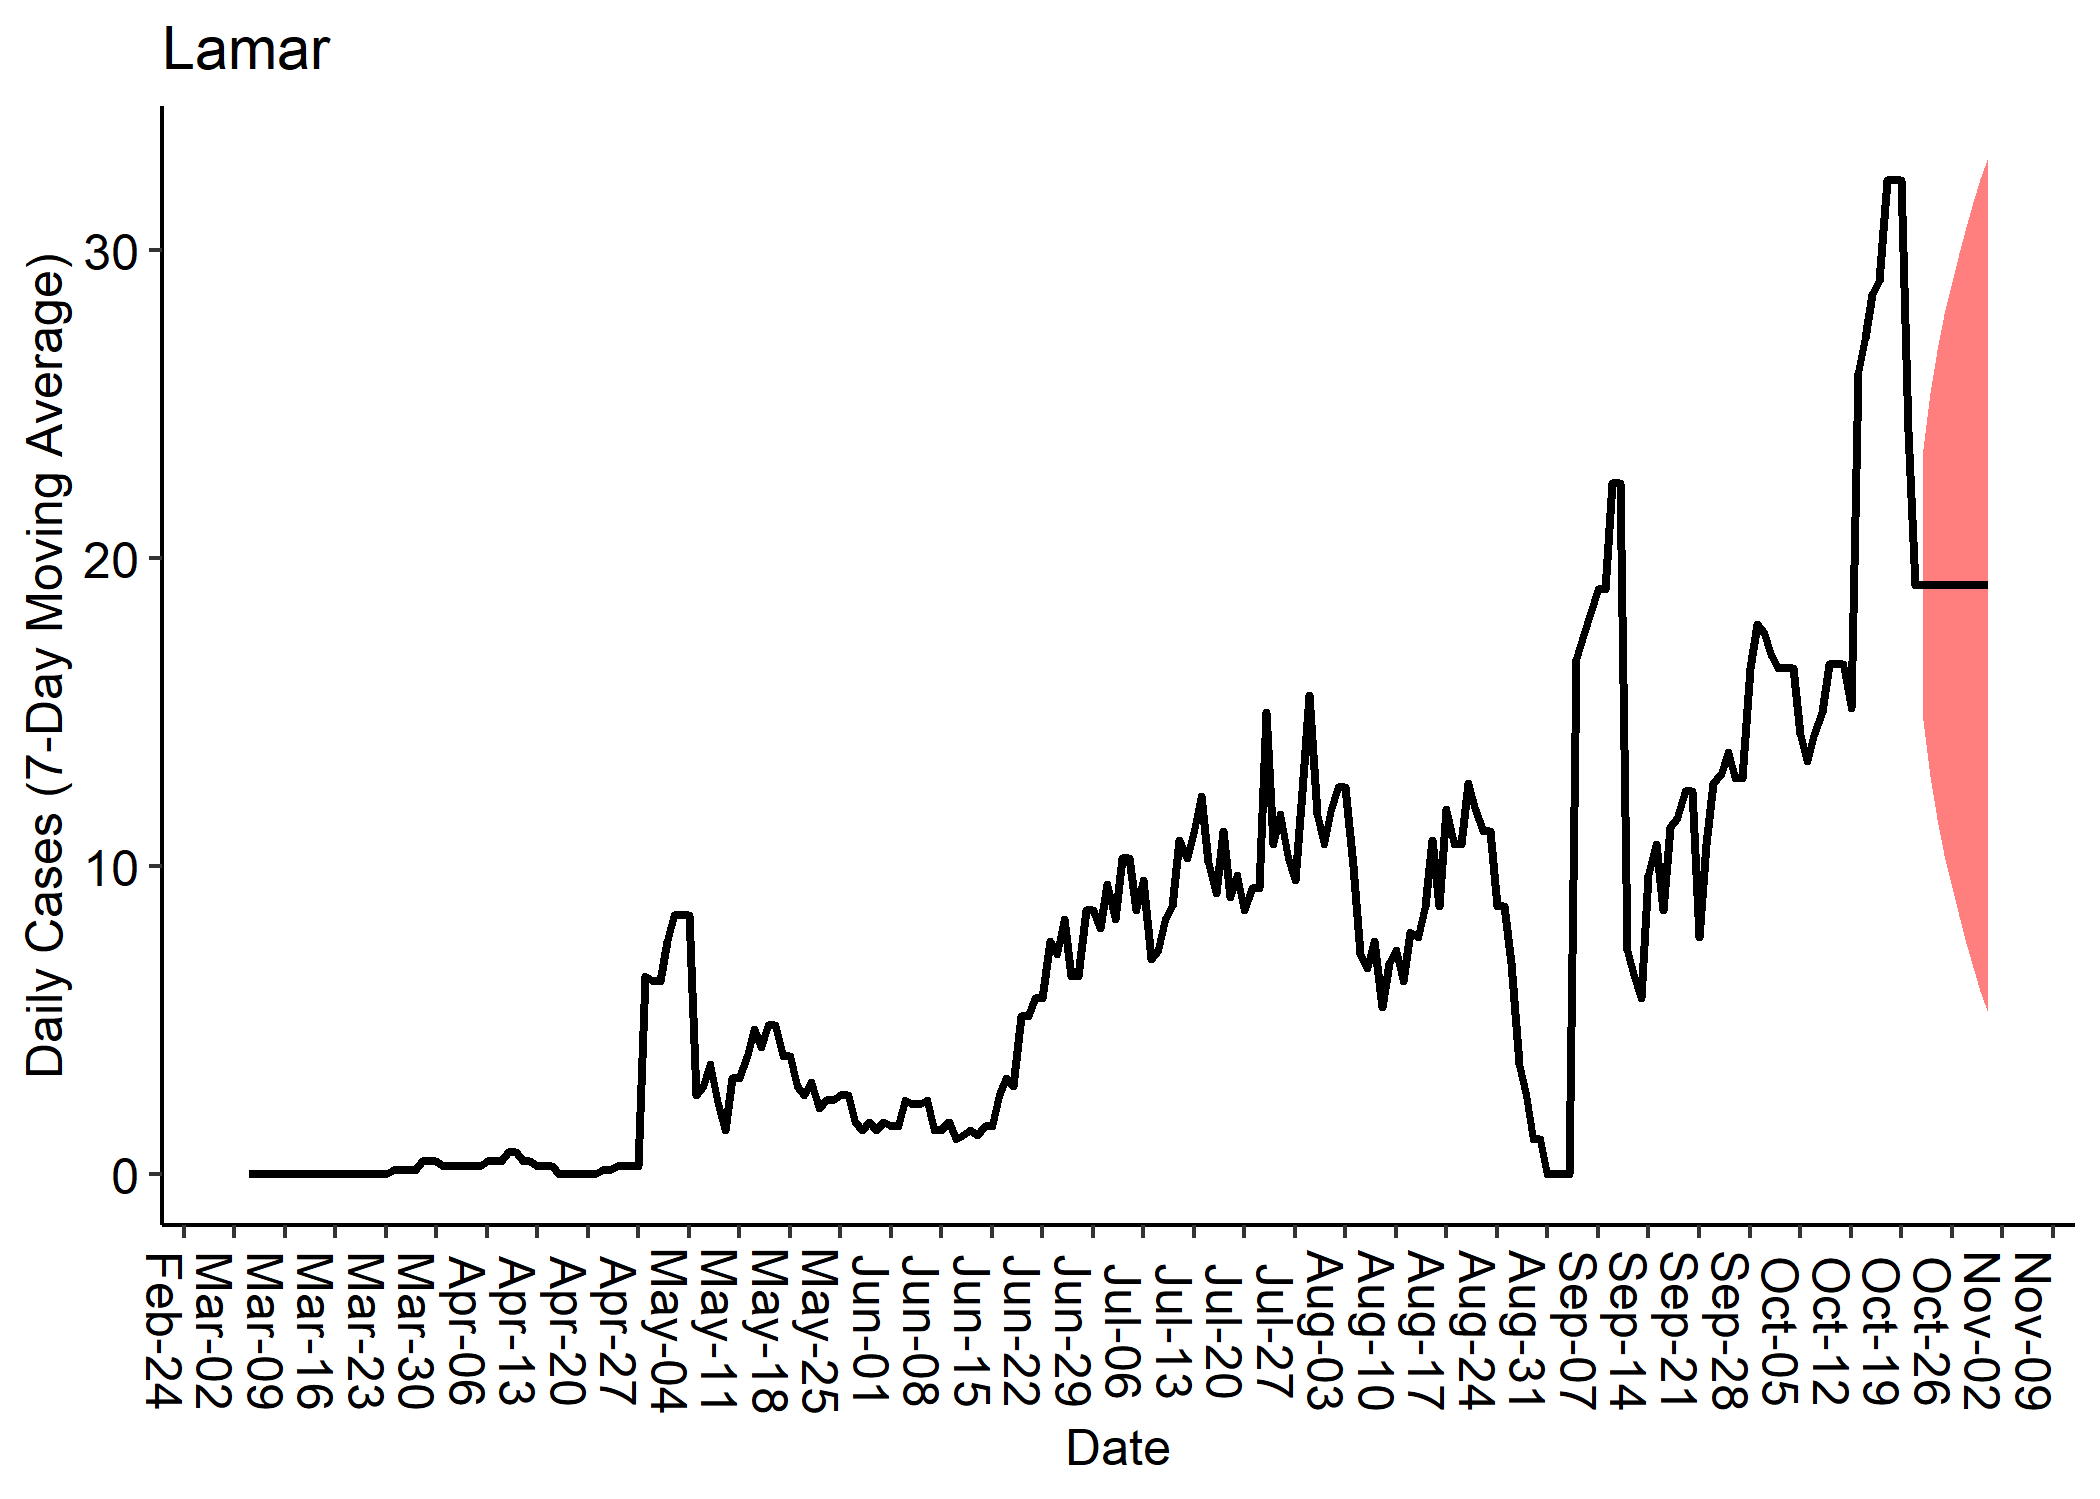 Lamar
Daily Cases (7-Day Moving Average)
30
20
10
0
Feb-24
Mar-02
Mar-09
Mar-16
Mar-23
Mar-30
Apr-06
Apr-13
Apr-20
Apr-27
May-04
May-11
May-18
May-25
Jun-01
Jun-08
Jun-15
Jun-22
Jun-29
Jul-06
Jul-13
Jul-20
Jul-27
Aug-03
Aug-10
Aug-17
Aug-24
Aug-31
Sep-07
Sep-14
Sep-21
Sep-28
Oct-05
Oct-12
Oct-19
Oct-26
Nov-02
Nov-09
Date